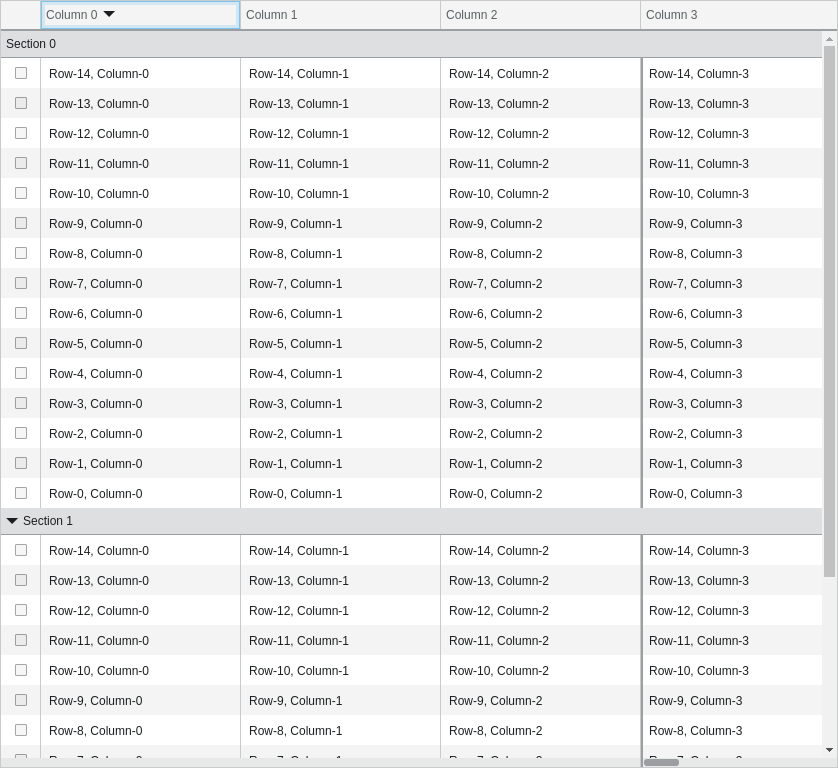 Column 0 Column 1 Column 2 Column 3
Section 0
Row-14, Column-0 Row-14, Column-1 Row-14, Column-2 Row-14, Column-3
Row-13, Column-0 Row-13, Column-1 Row-13, Column-2 Row-13, Column-3
Row-12, Column-0 Row-12, Column-1 Row-12, Column-2 Row-12, Column-3
Row-11, Column-0 Row-11, Column-1 Row-11, Column-2 Row-11, Column-3
Row-10, Column-0 Row-10, Column-1 Row-10, Column-2 Row-10, Column-3
Row-9, Column-0 Row-9, Column-1 Row-9, Column-2 Row-9, Column-3
Row-8, Column-0 Row-8, Column-1 Row-8, Column-2 Row-8, Column-3
Row-7, Column-0 Row-7, Column-1 Row-7, Column-2 Row-7, Column-3
Row-6, Column-0 Row-6, Column-1 Row-6, Column-2 Row-6, Column-3
Row-5, Column-0 Row-5, Column-1 Row-5, Column-2 Row-5, Column-3
Row-4, Column-0 Row-4, Column-1 Row-4, Column-2 Row-4, Column-3
Row-3, Column-0 Row-3, Column-1 Row-3, Column-2 Row-3, Column-3
Row-2, Column-0 Row-2, Column-1 Row-2, Column-2 Row-2, Column-3
Row-1, Column-0 Row-1, Column-1 Row-1, Column-2 Row-1, Column-3
Row-0, Column-0 Row-0, Column-1 Row-0, Column-2 Row-0, Column-3
Section 1
Row-14, Column-0 Row-14, Column-1 Row-14, Column-2 Row-14, Column-3
Row-13, Column-0 Row-13, Column-1 Row-13, Column-2 Row-13, Column-3
Row-12, Column-0 Row-12, Column-1 Row-12, Column-2 Row-12, Column-3
Row-11, Column-0 Row-11, Column-1 Row-11, Column-2 Row-11, Column-3
Row-10, Column-0 Row-10, Column-1 Row-10, Column-2 Row-10, Column-3
Row-9, Column-0 Row-9, Column-1 Row-9, Column-2 Row-9, Column-3
Row-8, Column-0 Row-8, Column-1 Row-8, Column-2 Row-8, Column-3